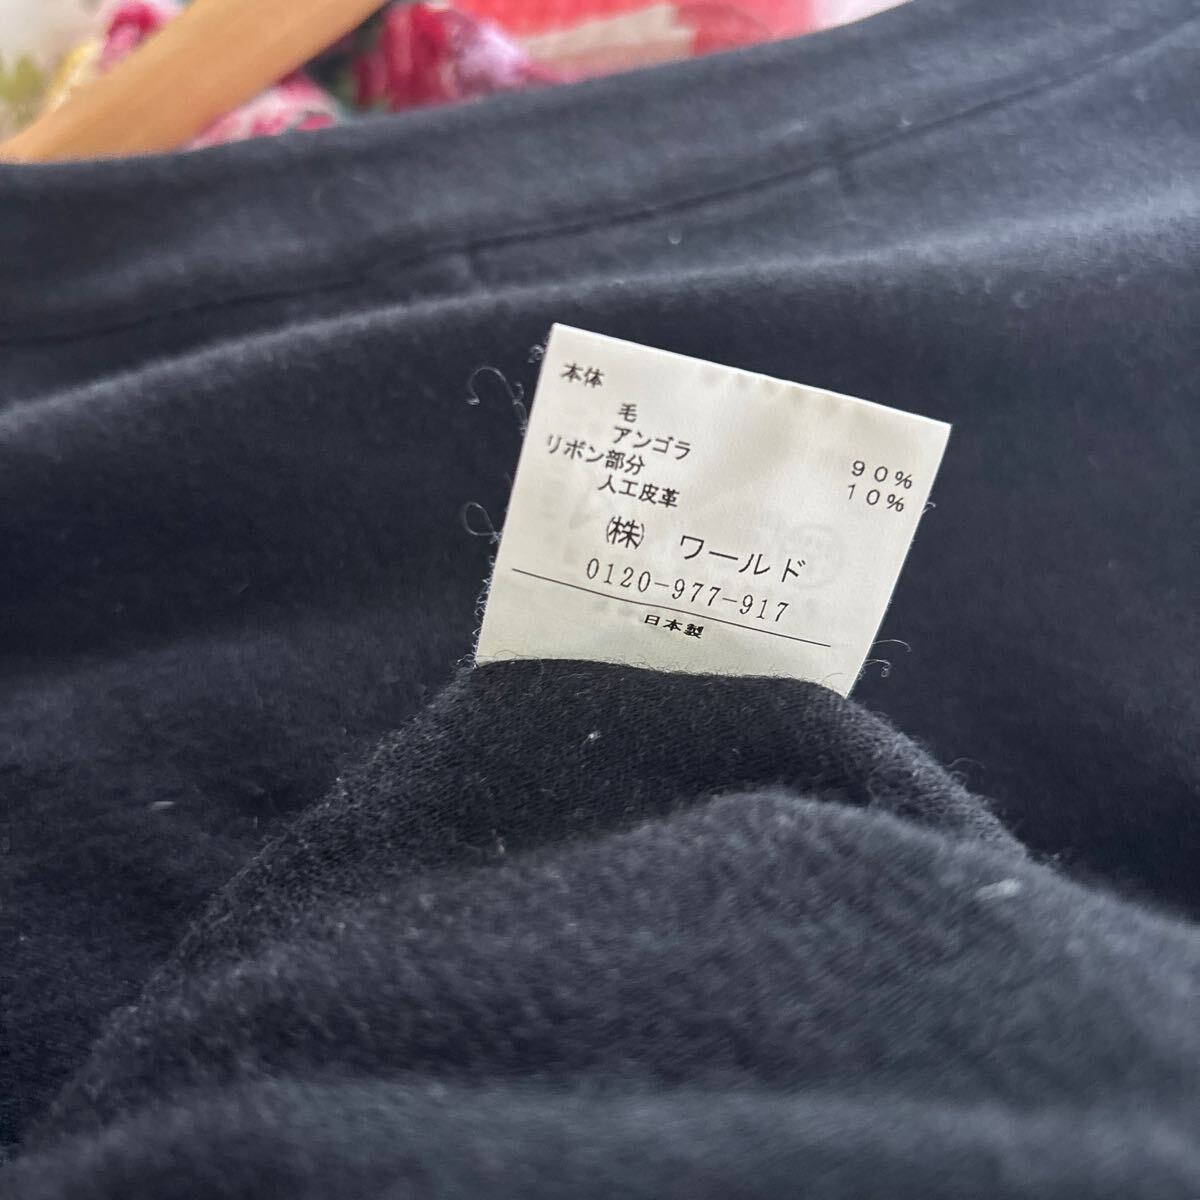 本体
毛 90%
アンゴラ 10%
リボン部分
人工皮革
㈱ ワールド
0120-977-917
日本製